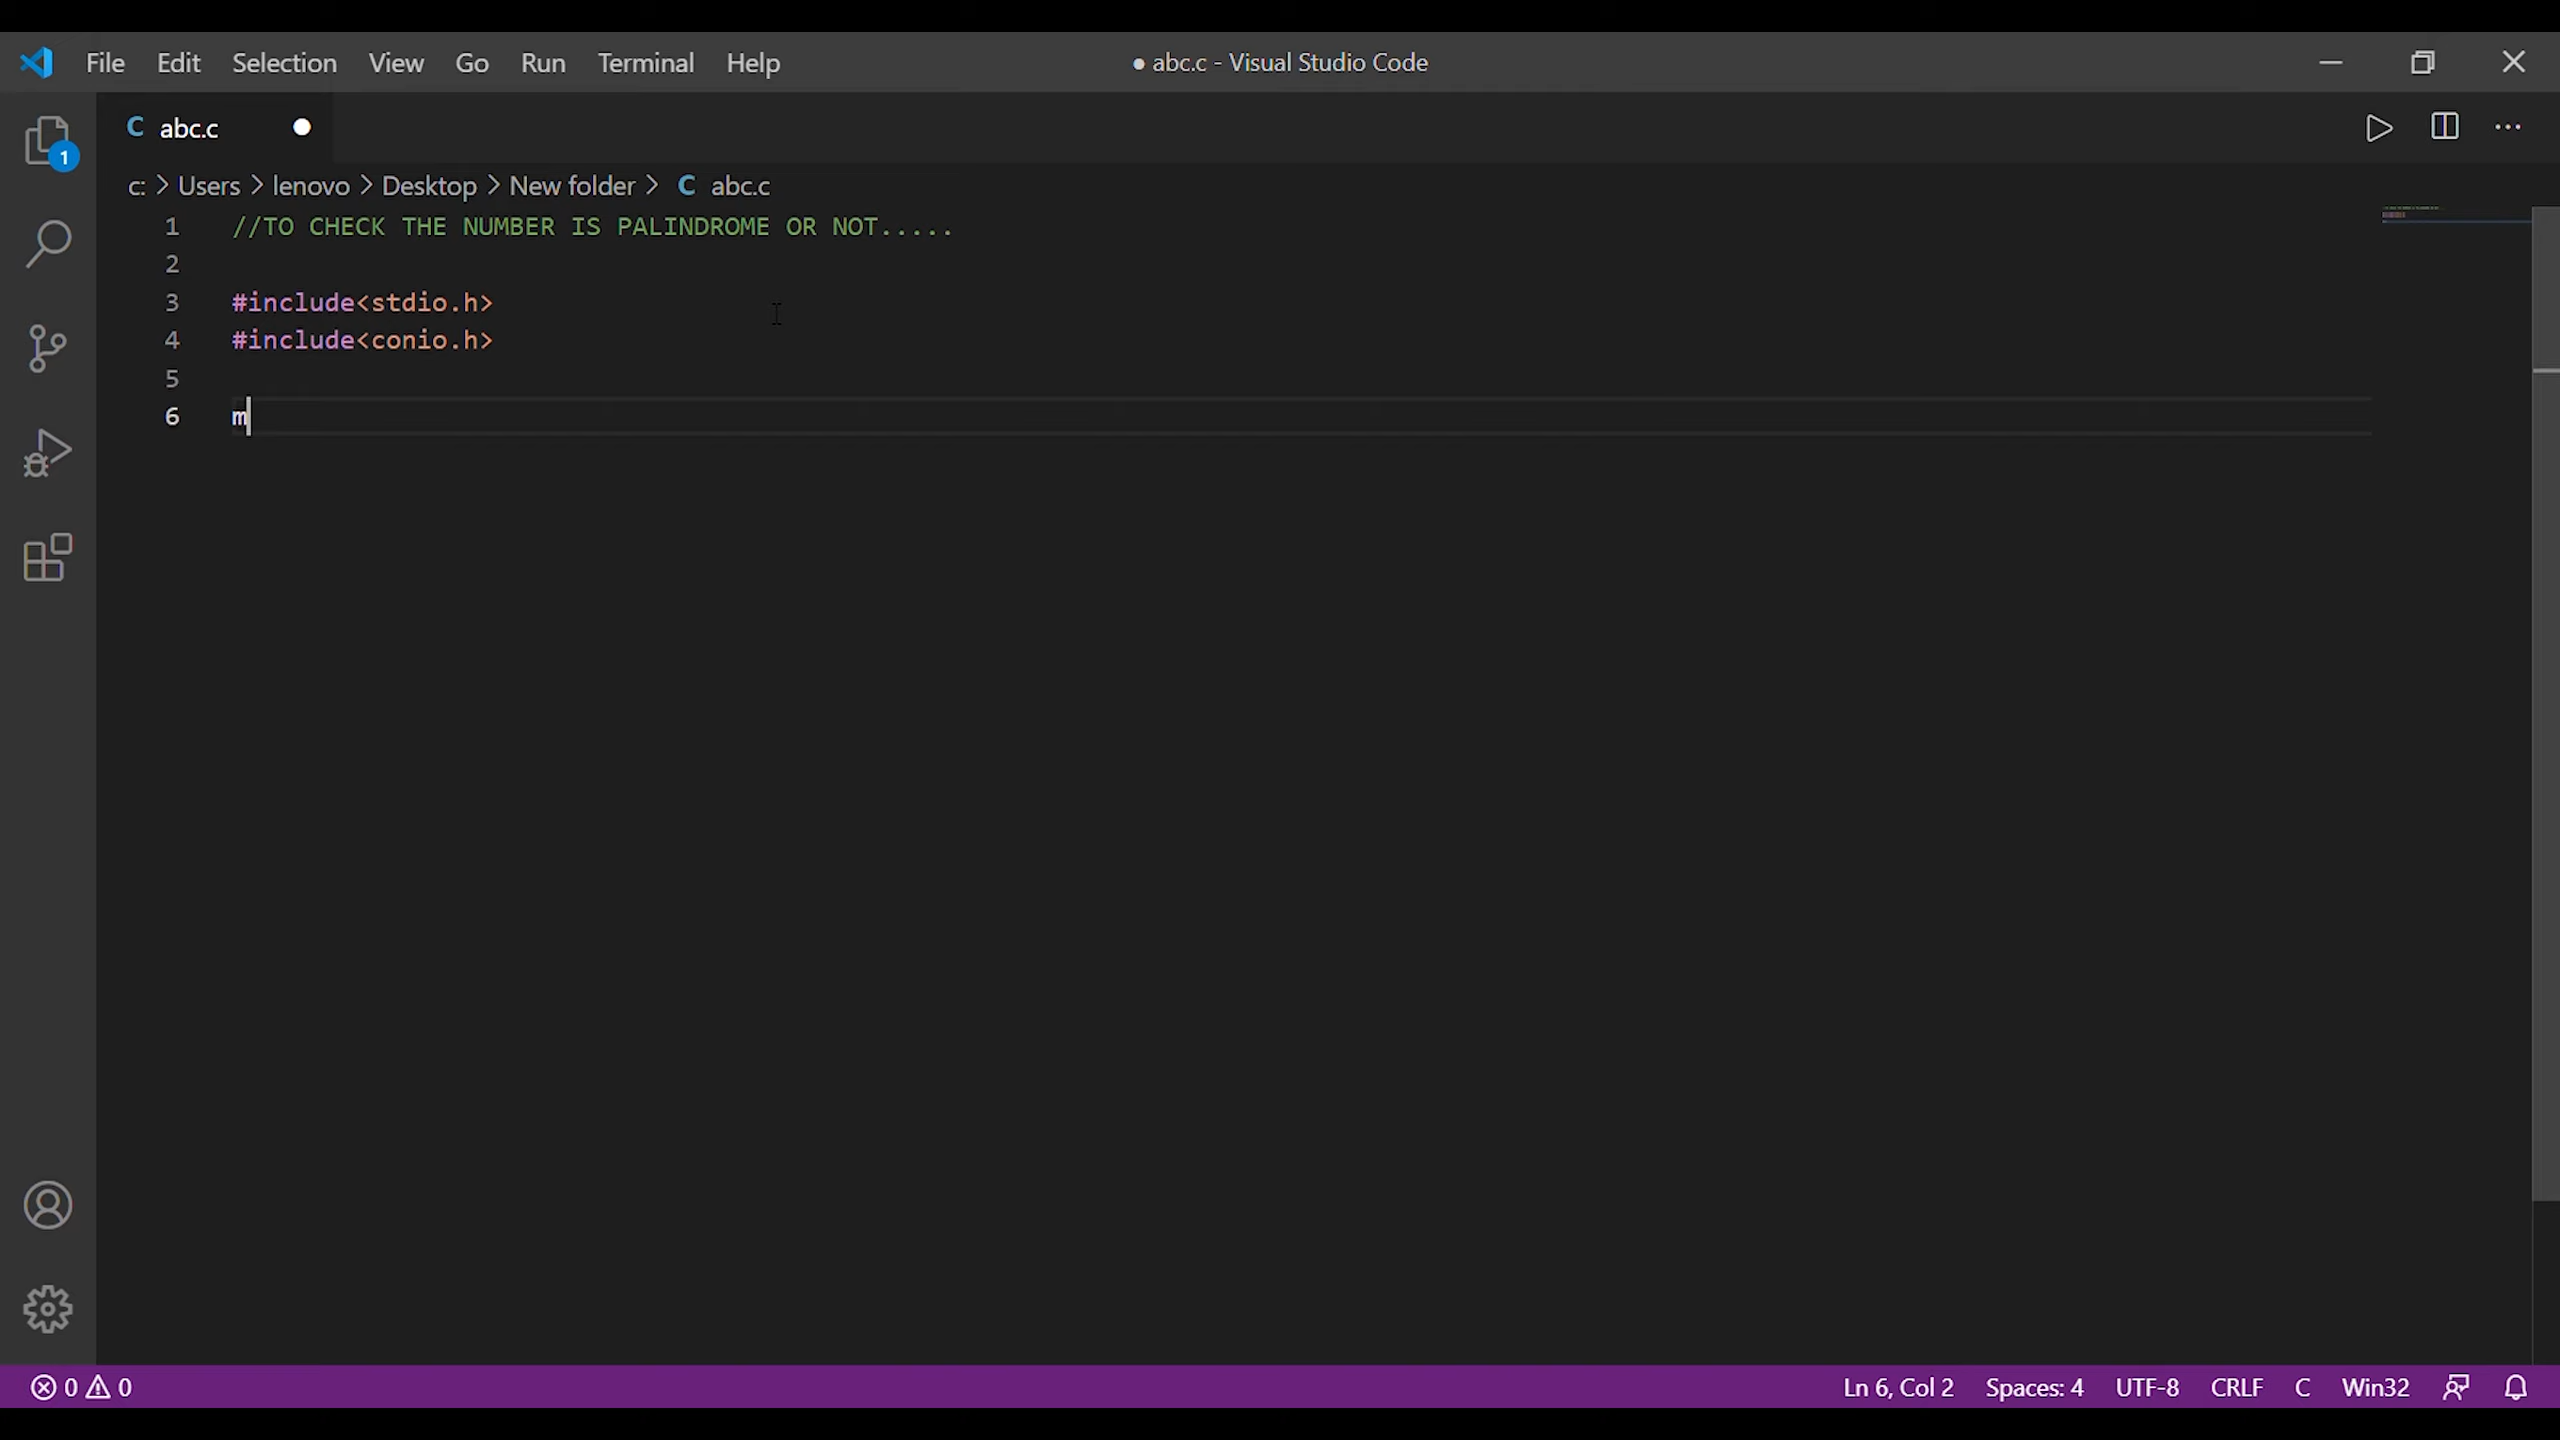 File Edit Selection View Go Run Terminal Help ● abc.c - Visual Studio Code
1
C abc.c
c: > Users > lenovo > Desktop > New folder > C abc.c
1 //TO CHECK THE NUMBER IS PALINDROME OR NOT.....
2
3 #include<stdio.h>
4 #include<conio.h>
5
6 m
0 0 Ln 6, Col 2 Spaces: 4 UTF-8 CRLF C Win32